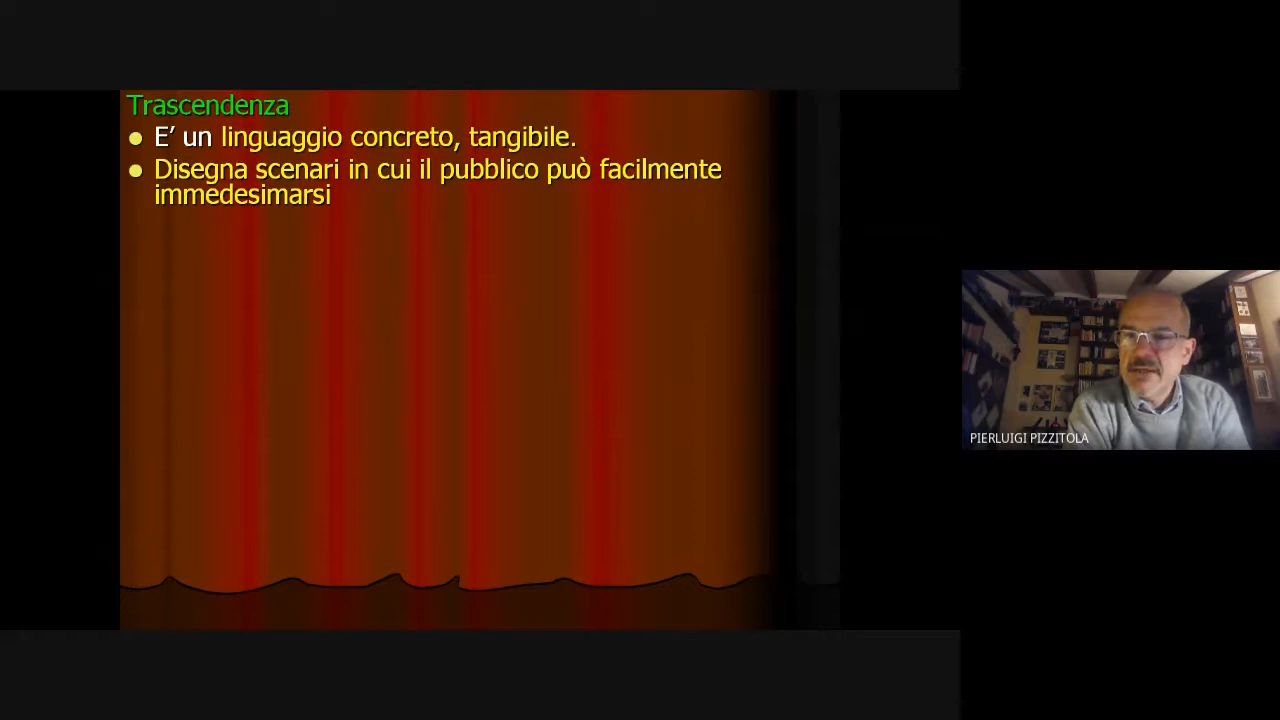 Trascendenza
E’ un linguaggio concreto, tangibile.
Disegna scenari in cui il pubblico può facilmente
immedesimarsi
PIERLUIGI PIZZITOLA